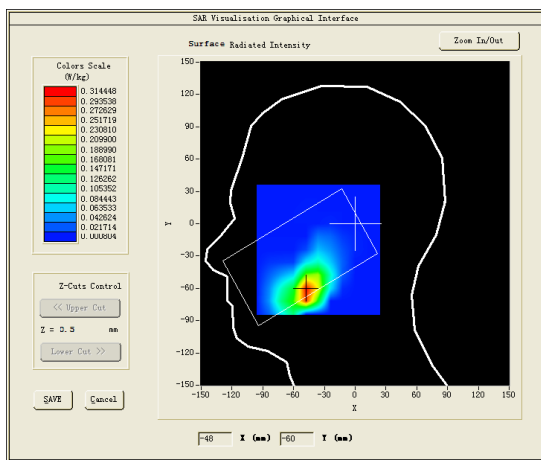 SAR Visualisation Graphical Interface
Surface Radiated Intensity
Zoom In/Out
Colors Scale
(W/kg)
0.314448
0.293538
0.272629
0.251719
0.230810
0.209900
0.188990
0.168081
0.147171
0.126262
0.105352
0.084443
0.063533
0.042624
0.021714
0.000804
Z-Cuts Control
<< Upper Cut
Z = 3.5 mm
Lower Cut >>
SAVE
Cancel
150
120
90
60
30
0
-30
-60
-90
-120
-150
Y
-150 -120 -90 -60 -30 0 30 60 90 120 150
X
-48 X (mm) -60 Y (mm)